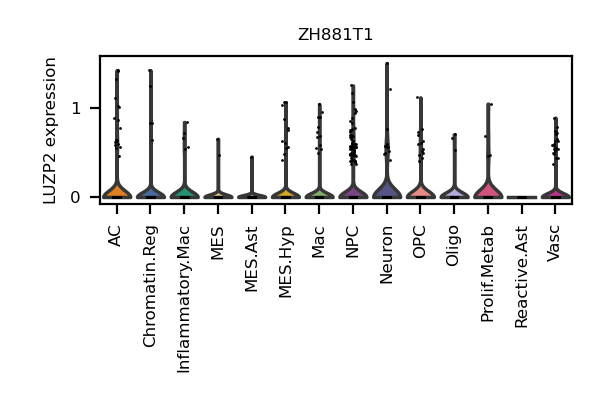 ZH881T1
LUZP2 expression
1
0
AC
Chromatin.Reg
Inflammatory.Mac
MES
MES.Ast
MES.Hyp
Mac
NPC
Neuron
OPC
Oligo
Prolif.Metab
Reactive.Ast
Vasc